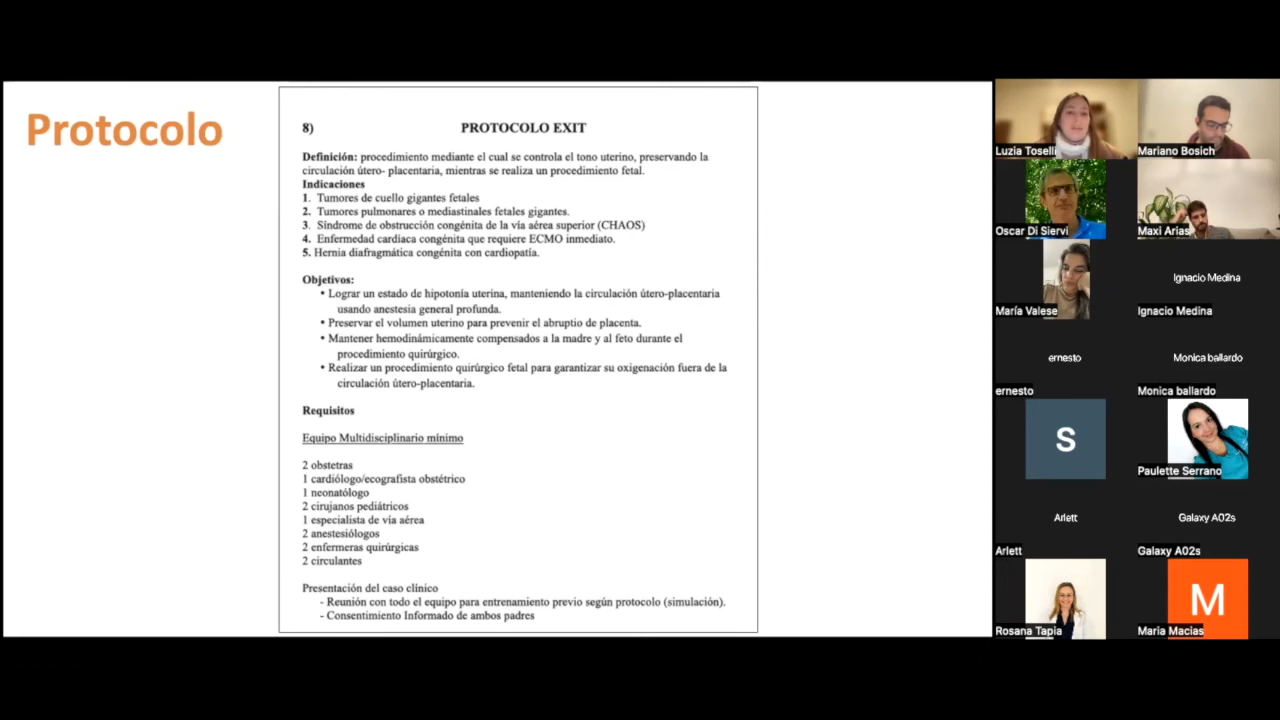 Protocolo
8) PROTOCOLO EXIT
Definición: procedimiento mediante el cual se controla el tono uterino, preservando la
circulación útero- placentaria, mientras se realiza un procedimiento fetal.
Indicaciones
1. Tumores de cuello gigantes fetales
2. Tumores pulmonares o mediastinales fetales gigantes.
3. Síndrome de obstrucción congénita de la vía aérea superior (CHAOS)
4. Enfermedad cardíaca congénita que requiere ECMO inmediato.
5. Hernia diafragmática congénita con cardiopatía.
Objetivos:
• Lograr un estado de hipotonía uterina, manteniendo la circulación útero-placentaria
usando anestesia general profunda.
• Preservar el volumen uterino para prevenir el abruptio de placenta.
• Mantener hemodinámicamente compensados a la madre y al feto durante el
procedimiento quirúrgico.
• Realizar un procedimiento quirúrgico fetal para garantizar su oxigenación fuera de la
circulación útero-placentaria.
Requisitos
Equipo Multidisciplinario mínimo
2 obstetras
1 cardiólogo/ecografista obstétrico
1 neonatólogo
2 cirujanos pediátricos
1 especialista de vía aérea
2 anestesiólogos
2 enfermeras quirúrgicas
2 circulantes
Presentación del caso clínico
- Reunión con todo el equipo para entrenamiento previo según protocolo (simulación).
- Consentimiento Informado de ambos padres
Luzia Toselli
Mariano Bosich
Oscar Di Siervi
Maxi Arias
María Valese
Ignacio Medina
Ignacio Medina
ernesto
ernesto
Monica ballardo
Monica ballardo
S
Paulette Serrano
Arlett
Arlett
Galaxy A02s
Galaxy A02s
Rosana Tapia
M
Maria Macias